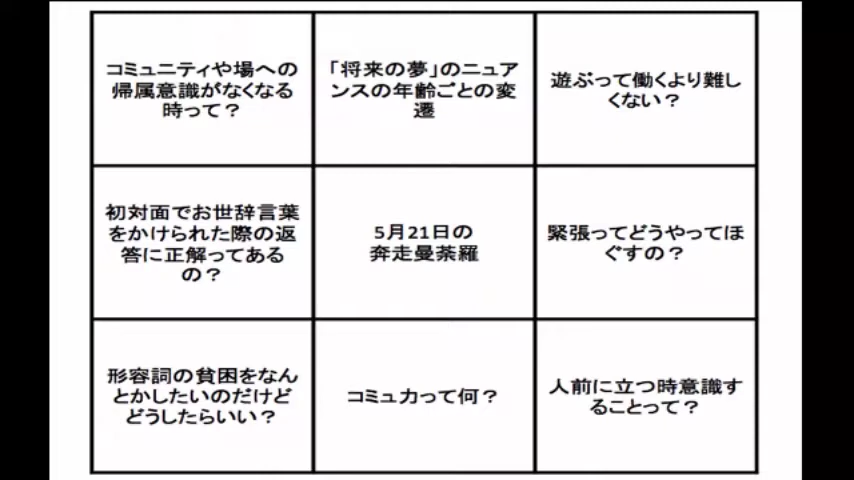 コミュニティや場への
帰属意識がなくなる
時って？
「将来の夢」のニュア
ンスの年齢ごとの変
遷
遊ぶって働くより難し
くない？
初対面でお世辞言葉
をかけられた際の返
答に正解ってある
の？
5月21日の
奔走曼荼羅
緊張ってどうやってほ
ぐすの？
形容詞の貧困をなん
とかしたいのだけど
どうしたらいい？
コミュ力って何？
人前に立つ時意識す
ることって？